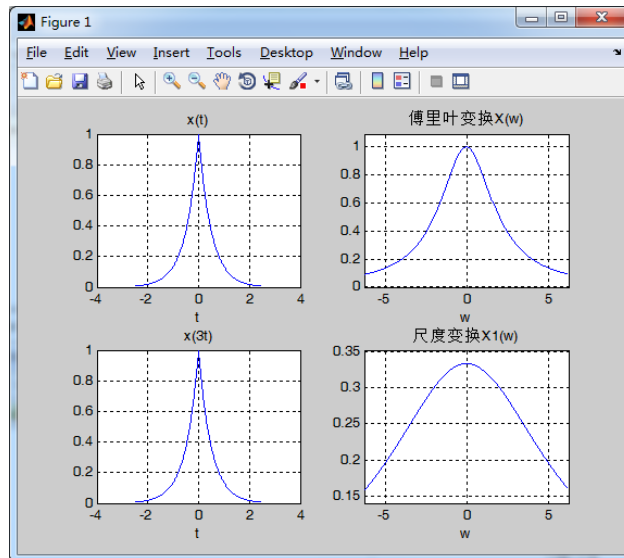 Figure 1
File Edit View Insert Tools Desktop Window Help
x(t)
1
0.8
0.6
0.4
0.2
0
-4 -2 0 2 4
t
傅里叶变换X(w)
1
0.8
0.6
0.4
0.2
0
-5 0 5
w
x(3t)
1
0.8
0.6
0.4
0.2
0
-4 -2 0 2 4
t
尺度变换X1(w)
0.35
0.3
0.25
0.2
0.15
-5 0 5
w